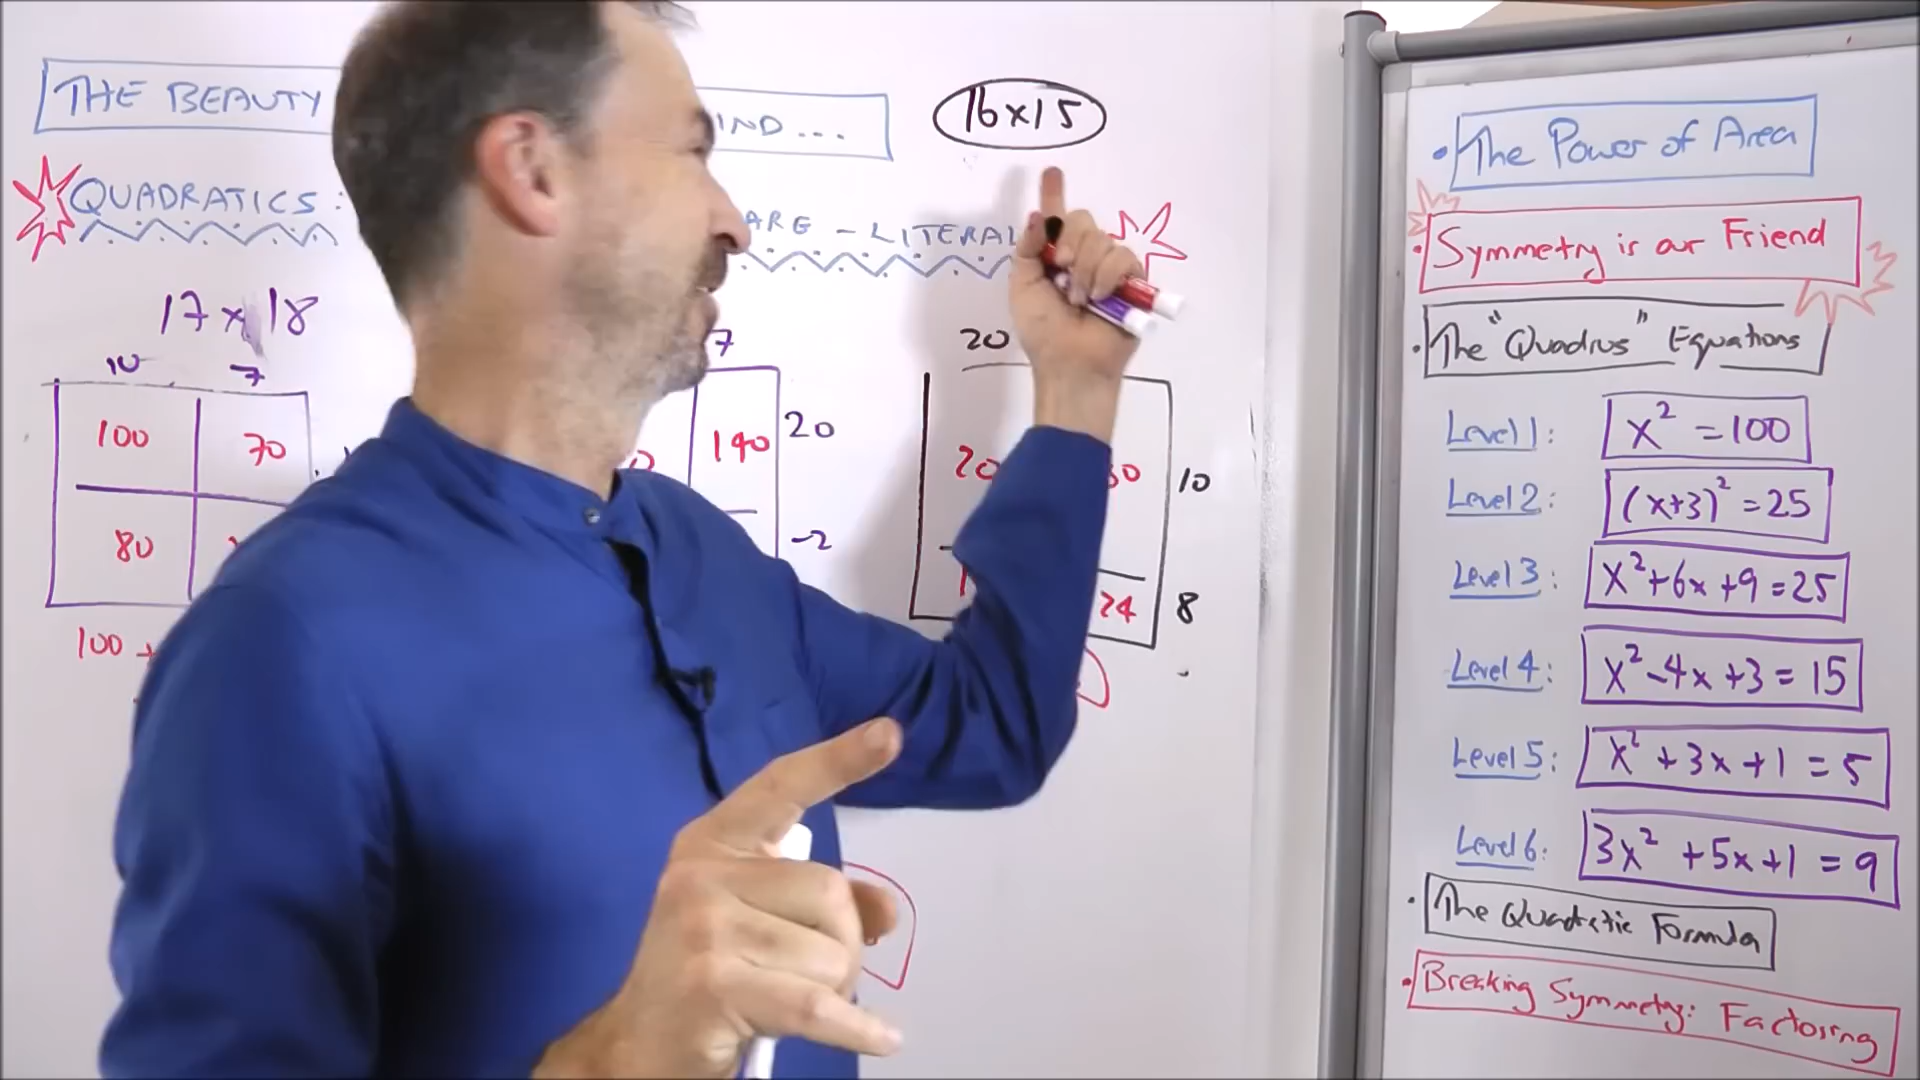 THE BEAUTY
IND...
16x15
QUADRATICS:
ARE - LITERAL
17 x 18
10 7
100 70
80
100 +
7
140 20
-2
20
10
24 8
• The Power of Area
• Symmetry is our Friend
• The "Quadrus" Equations
Level 1: x² = 100
Level 2: (x+3)² = 25
Level 3: x²+6x+9=25
Level 4: x²-4x+3=15
Level 5: x²+3x+1=5
Level 6: 3x²+5x+1=9
• The Quadratic Formula
• Breaking Symmetry: Factoring